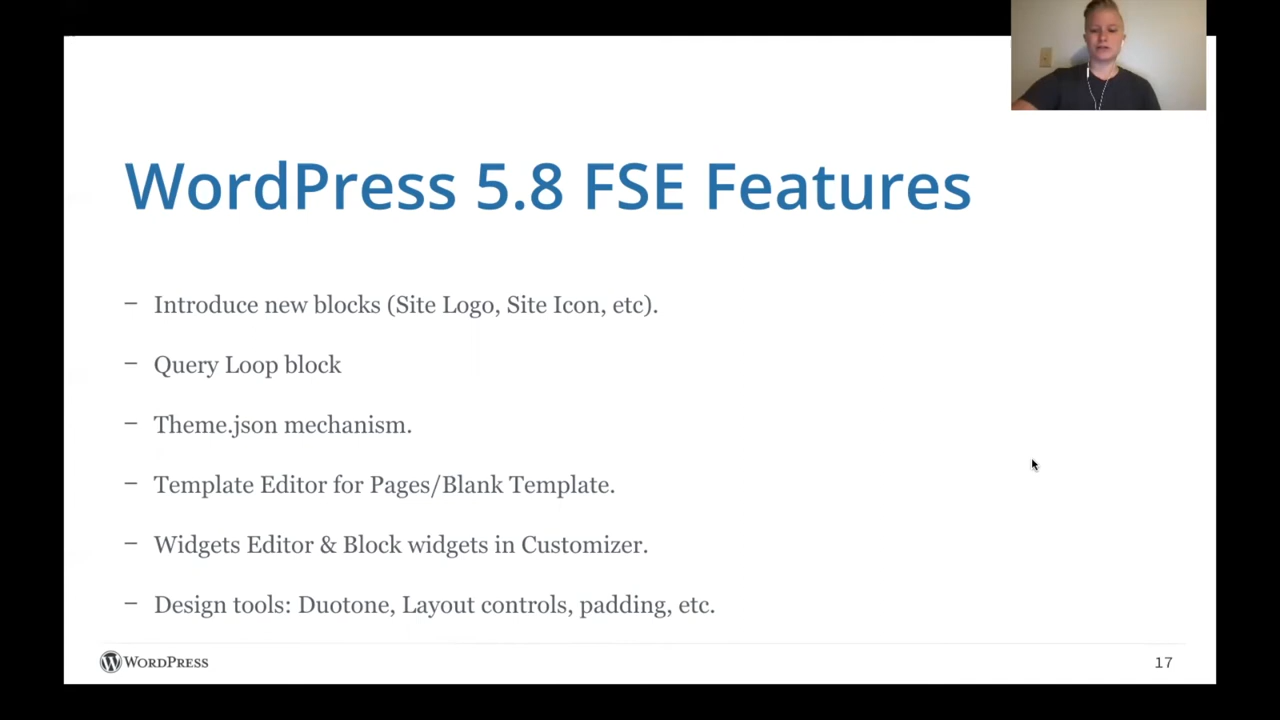 WordPress 5.8 FSE Features
– Introduce new blocks (Site Logo, Site Icon, etc).
– Query Loop block
– Theme.json mechanism.
– Template Editor for Pages/Blank Template.
– Widgets Editor & Block widgets in Customizer.
– Design tools: Duotone, Layout controls, padding, etc.
WORDPRESS
17